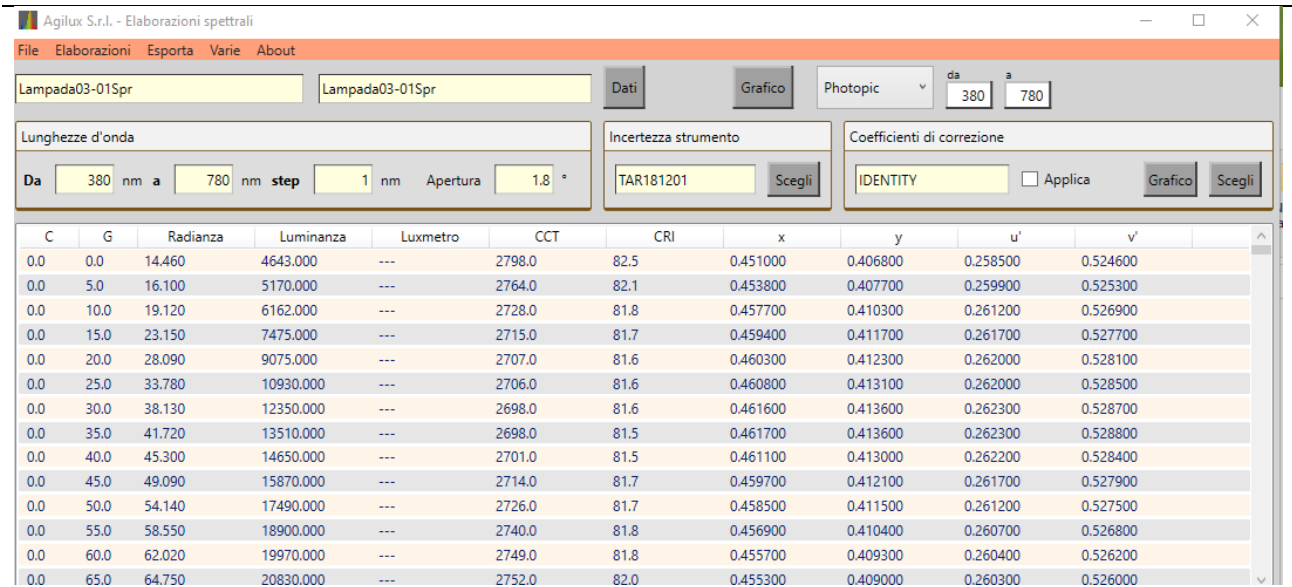 Agilux S.r.l. - Elaborazioni spettrali
File Elaborazioni Esporta Varie About
Lampada03-01Spr Lampada03-01Spr Dati Grafico Photopic da 380 a 780
Lunghezze d'onda Incertezza strumento Coefficienti di correzione
Da 380 nm a 780 nm step 1 nm Apertura 1.8 ° TAR181201 Scegli IDENTITY Applica Grafico Scegli
C G Radianza Luminanza Luxmetro CCT CRI x y u' v'
0.0 0.0 14.460 4643.000 --- 2798.0 82.5 0.451000 0.406800 0.258500 0.524600
0.0 5.0 16.100 5170.000 --- 2764.0 82.1 0.453800 0.407700 0.259900 0.525300
0.0 10.0 19.120 6162.000 --- 2728.0 81.8 0.457700 0.410300 0.261200 0.526900
0.0 15.0 23.150 7475.000 --- 2715.0 81.7 0.459400 0.411700 0.261700 0.527700
0.0 20.0 28.090 9075.000 --- 2707.0 81.6 0.460300 0.412300 0.262000 0.528100
0.0 25.0 33.780 10930.000 --- 2706.0 81.6 0.460800 0.413100 0.262000 0.528500
0.0 30.0 38.130 12350.000 --- 2698.0 81.6 0.461600 0.413600 0.262300 0.528700
0.0 35.0 41.720 13510.000 --- 2698.0 81.5 0.461700 0.413600 0.262300 0.528800
0.0 40.0 45.300 14650.000 --- 2701.0 81.5 0.461100 0.413000 0.262200 0.528400
0.0 45.0 49.090 15870.000 --- 2714.0 81.7 0.459700 0.412100 0.261700 0.527900
0.0 50.0 54.140 17490.000 --- 2726.0 81.7 0.458500 0.411500 0.261200 0.527500
0.0 55.0 58.550 18900.000 --- 2740.0 81.8 0.456900 0.410400 0.260700 0.526800
0.0 60.0 62.020 19970.000 --- 2749.0 81.8 0.455700 0.409300 0.260400 0.526200
0.0 65.0 64.750 20830.000 --- 2752.0 82.0 0.455300 0.409000 0.260300 0.526000